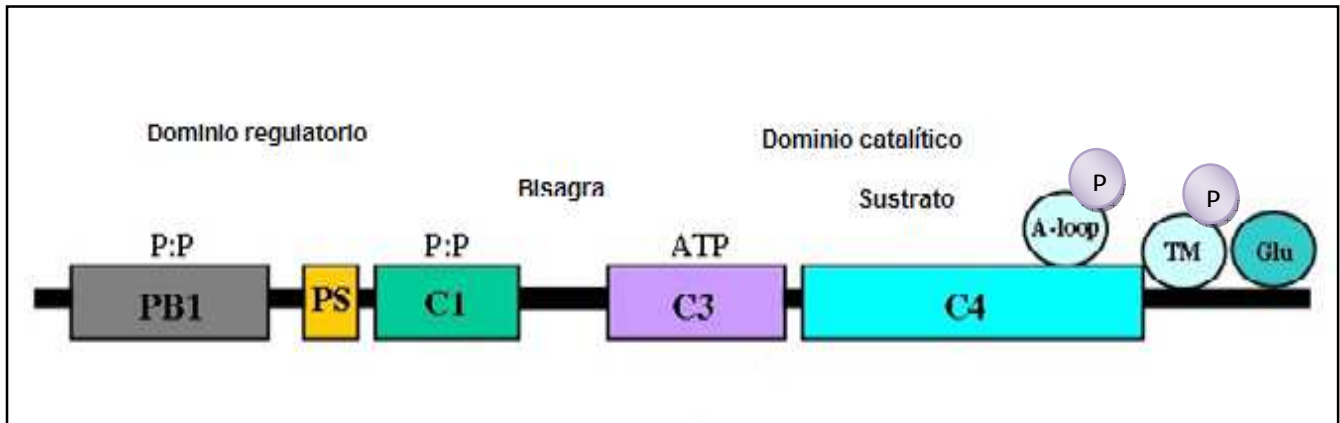 Dominio regulatorio
Dominio catalítico
Bisagra
Sustrato
P
P
P:P
P:P
ATP
A-loop
TM
Glu
PB1
PS
C1
C3
C4